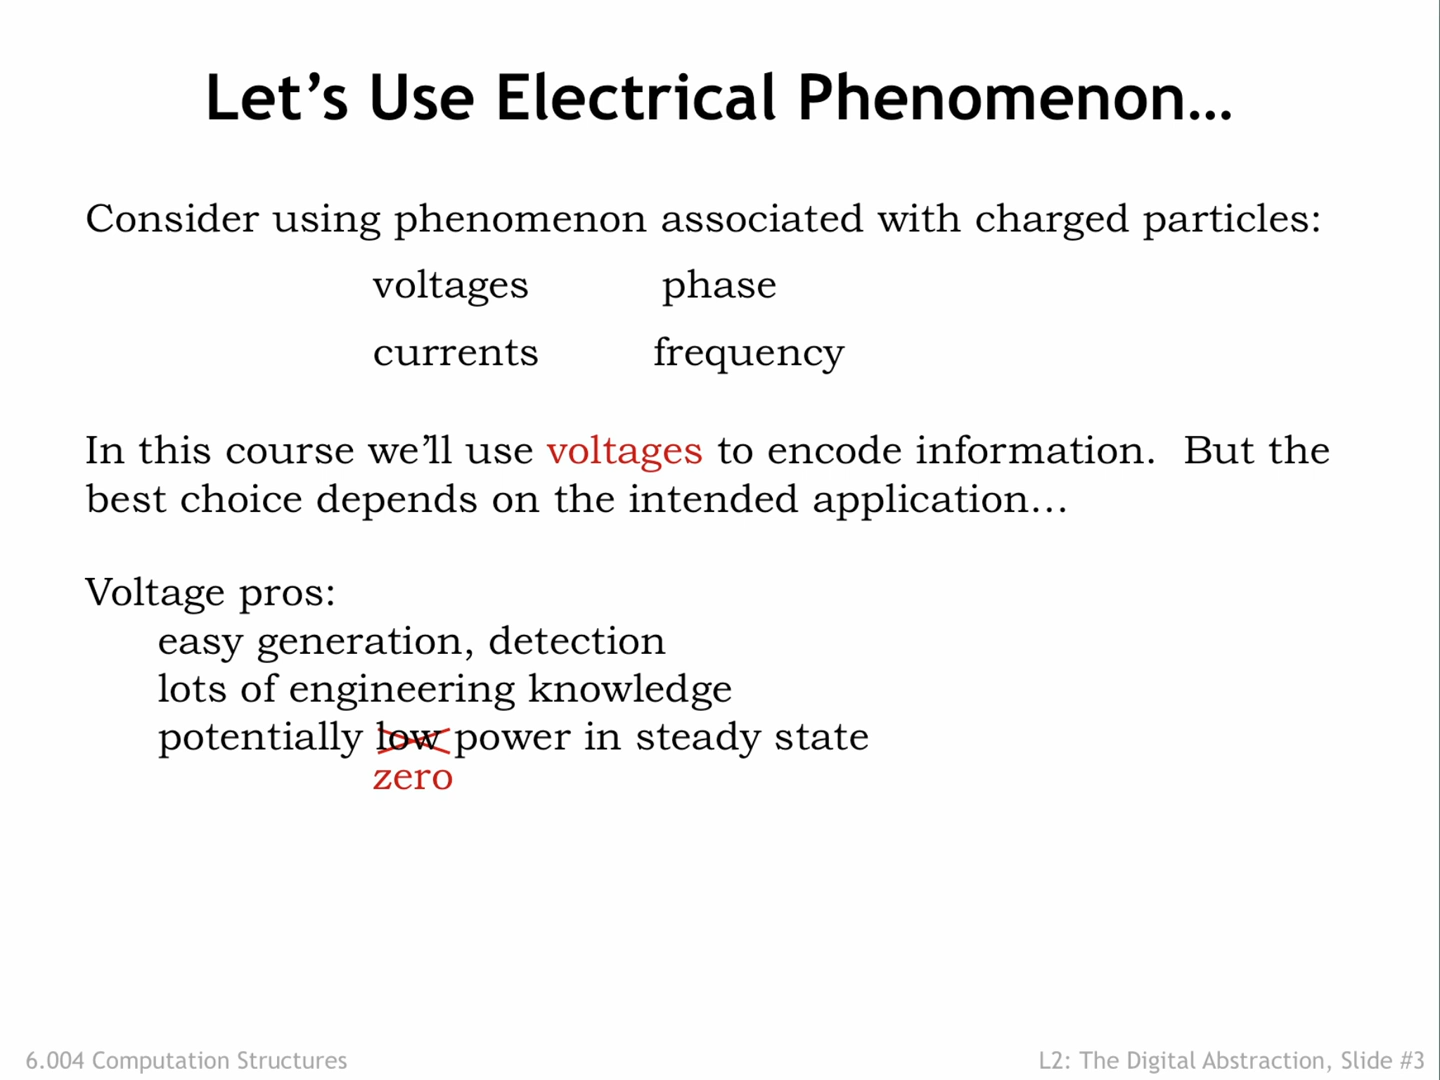 Let’s Use Electrical Phenomenon…
Consider using phenomenon associated with charged particles:
voltages phase
currents frequency
In this course we’ll use voltages to encode information. But the
best choice depends on the intended application…
Voltage pros:
easy generation, detection
lots of engineering knowledge
potentially low power in steady state
zero
6.004 Computation Structures
L2: The Digital Abstraction, Slide #3